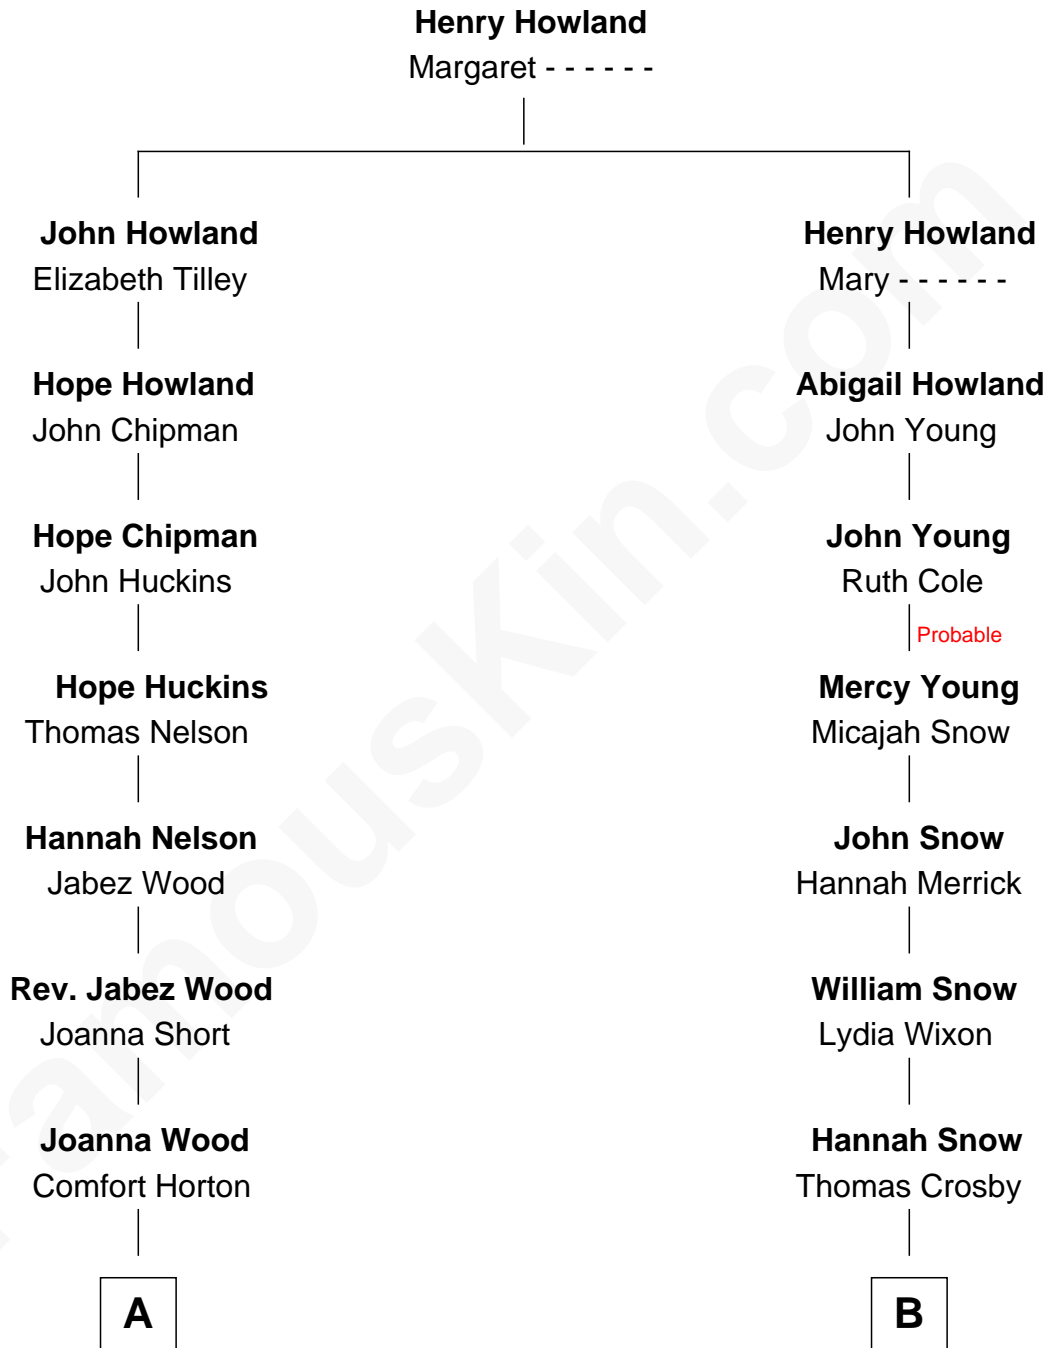 Henry Howland
Margaret - - - - - -
John Howland
Elizabeth Tilley
Henry Howland
Mary - - - - - -
Hope Howland
John Chipman
Abigail Howland
John Young
Hope Chipman
John Huckins
John Young
Ruth Cole
Probable
Hope Huckins
Thomas Nelson
Mercy Young
Micajah Snow
Hannah Nelson
Jabez Wood
John Snow
Hannah Merrick
Rev. Jabez Wood
Joanna Short
William Snow
Lydia Wixon
Joanna Wood
Comfort Horton
Hannah Snow
Thomas Crosby
A
B
FamousKin.com